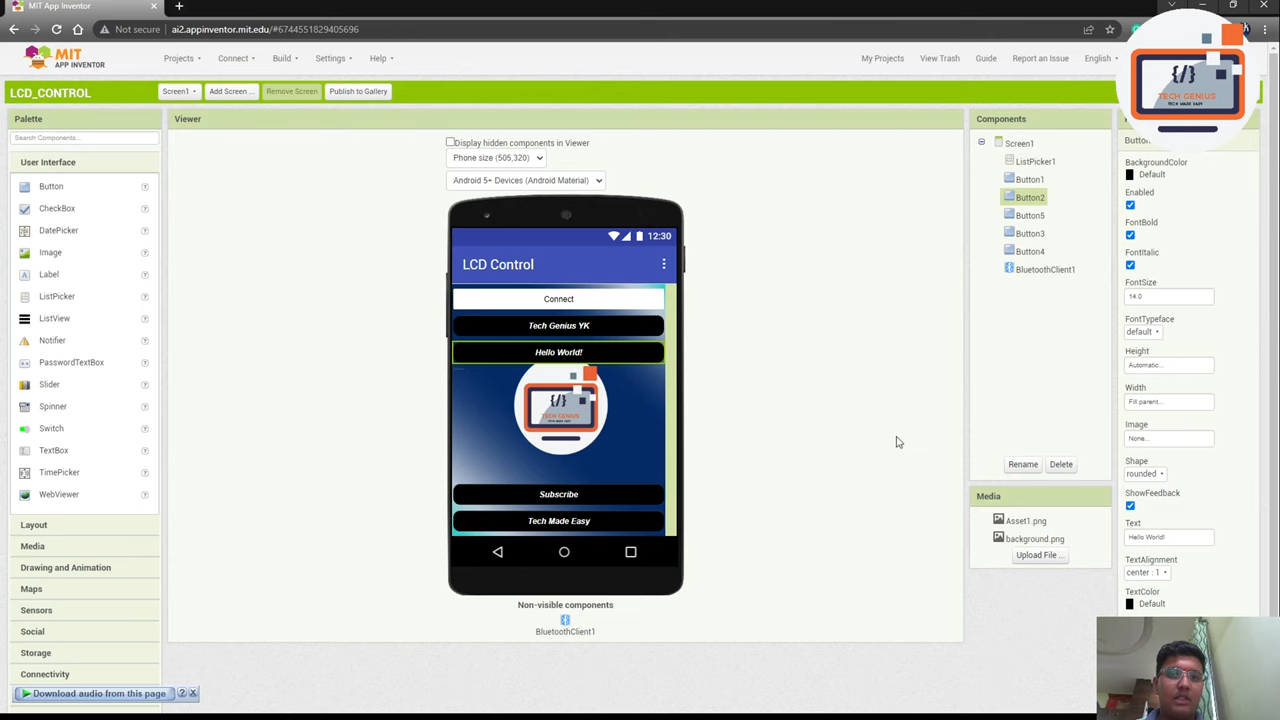 MIT App Inventor
Not secure
ai2.appinventor.mit.edu/#6744551829405696
MIT
APP INVENTOR
Projects
Connect
Build
Settings
Help
My Projects
View Trash
Guide
Report an Issue
English
{/}
TECH GENIUS
TECH MADE EASY
LCD_CONTROL
Screen1
Add Screen ...
Remove Screen
Publish to Gallery
Palette
Search Components...
User Interface
Button
CheckBox
DatePicker
Image
Label
ListPicker
ListView
Notifier
PasswordTextBox
Slider
Spinner
Switch
TextBox
TimePicker
WebViewer
Layout
Media
Drawing and Animation
Maps
Sensors
Social
Storage
Connectivity
Download audio from this page
Viewer
Display hidden components in Viewer
Phone size (505,320)
Android 5+ Devices (Android Material)
12:30
LCD Control
Connect
Tech Genius YK
Hello World!
{/}
TECH GENIUS
Subscribe
Tech Made Easy
Non-visible components
BluetoothClient1
Components
Screen1
ListPicker1
Button1
Button2
Button5
Button3
Button4
BluetoothClient1
Rename
Delete
Media
Asset1.png
background.png
Upload File ...
BackgroundColor
Default
Enabled
FontBold
FontItalic
FontSize
14.0
FontTypeface
default
Height
Automatic...
Width
Fill parent...
Image
None...
Shape
rounded
ShowFeedback
Text
Hello World!
TextAlignment
center : 1
TextColor
Default